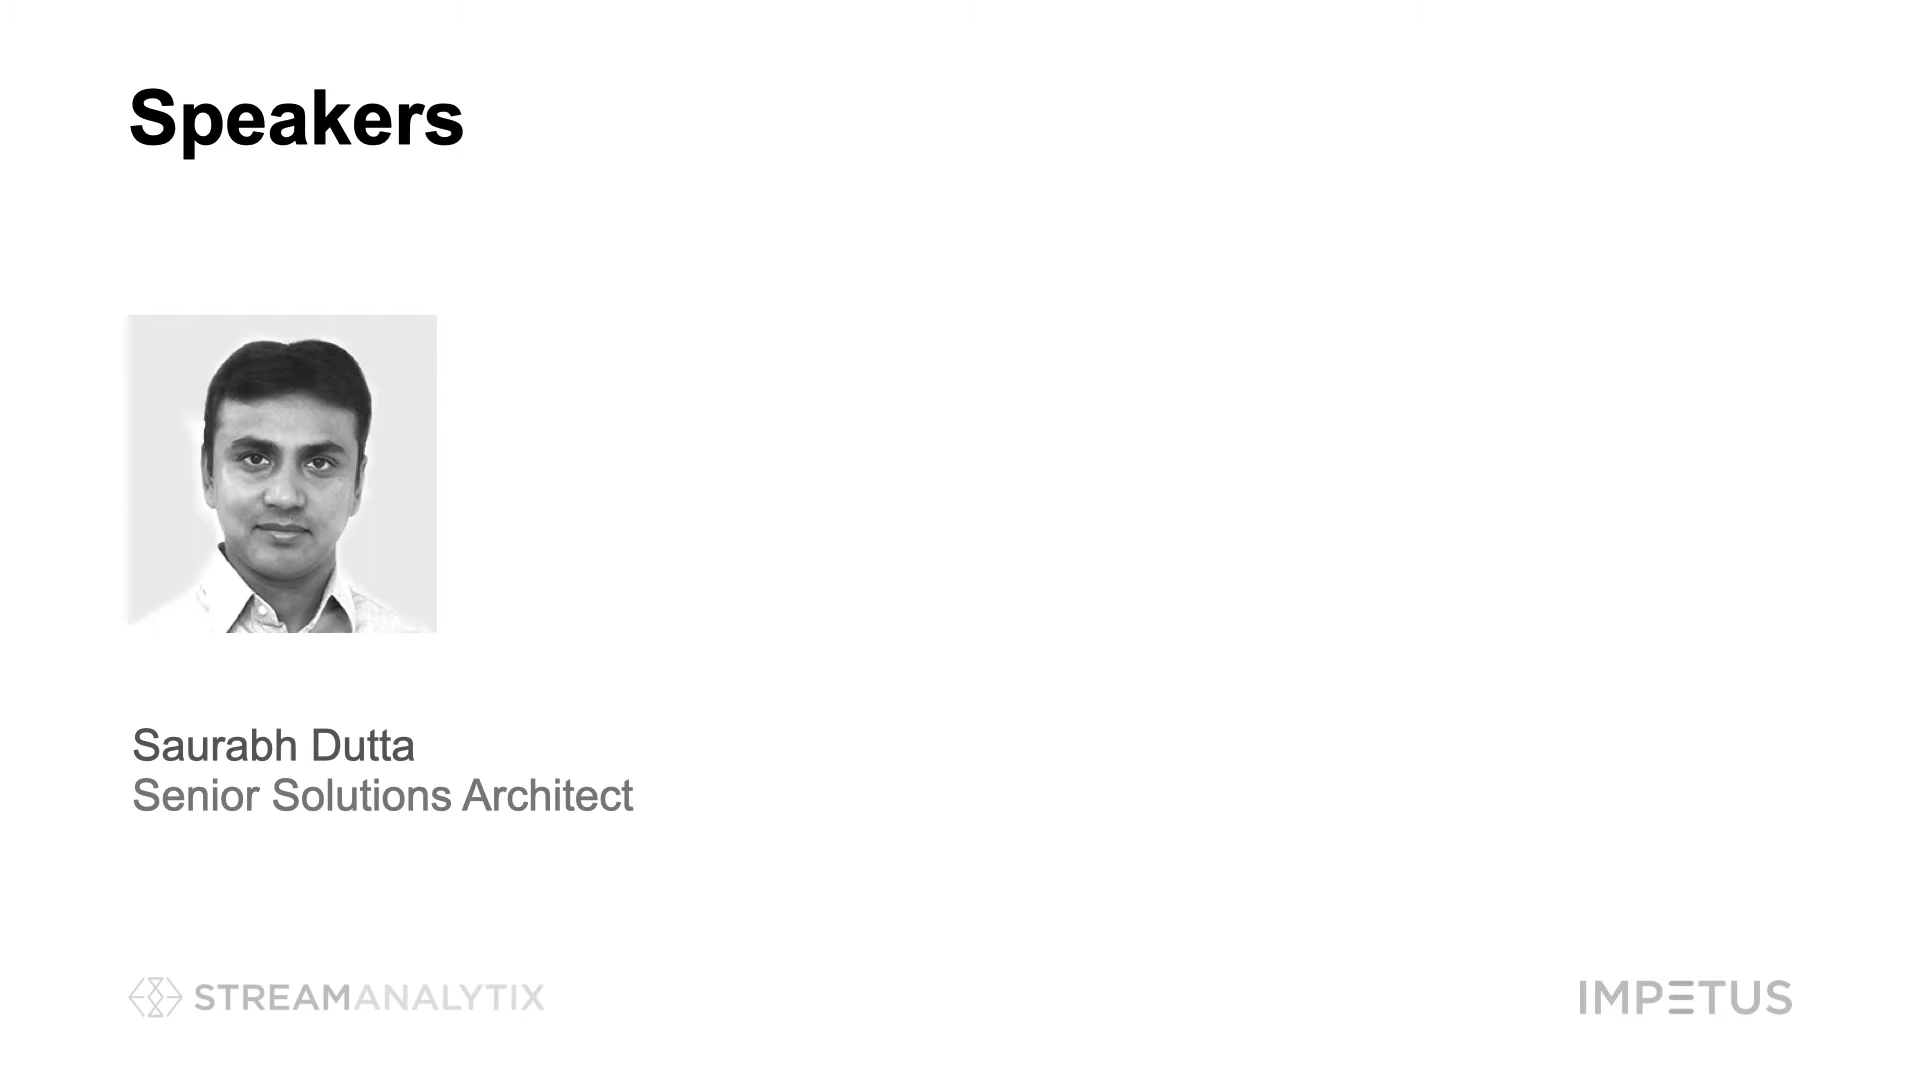 Speakers
Saurabh Dutta
Senior Solutions Architect
STREAMANALYTIX
IMPETUS